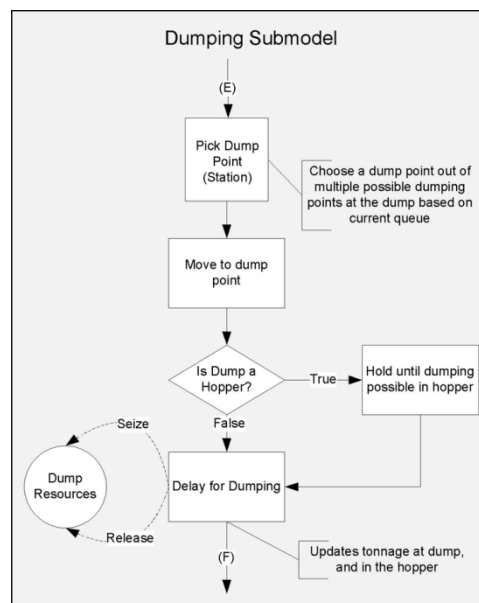 Dumping Submodel
(E)
Pick Dump
Point
(Station)
Choose a dump point out of
multiple possible dumping
points at the dump based on
current queue
Move to dump
point
Is Dump a
Hopper?
True
Hold until dumping
possible in hopper
False
Seize
Dump
Resources
Delay for Dumping
Release
(F)
Updates tonnage at dump,
and in the hopper